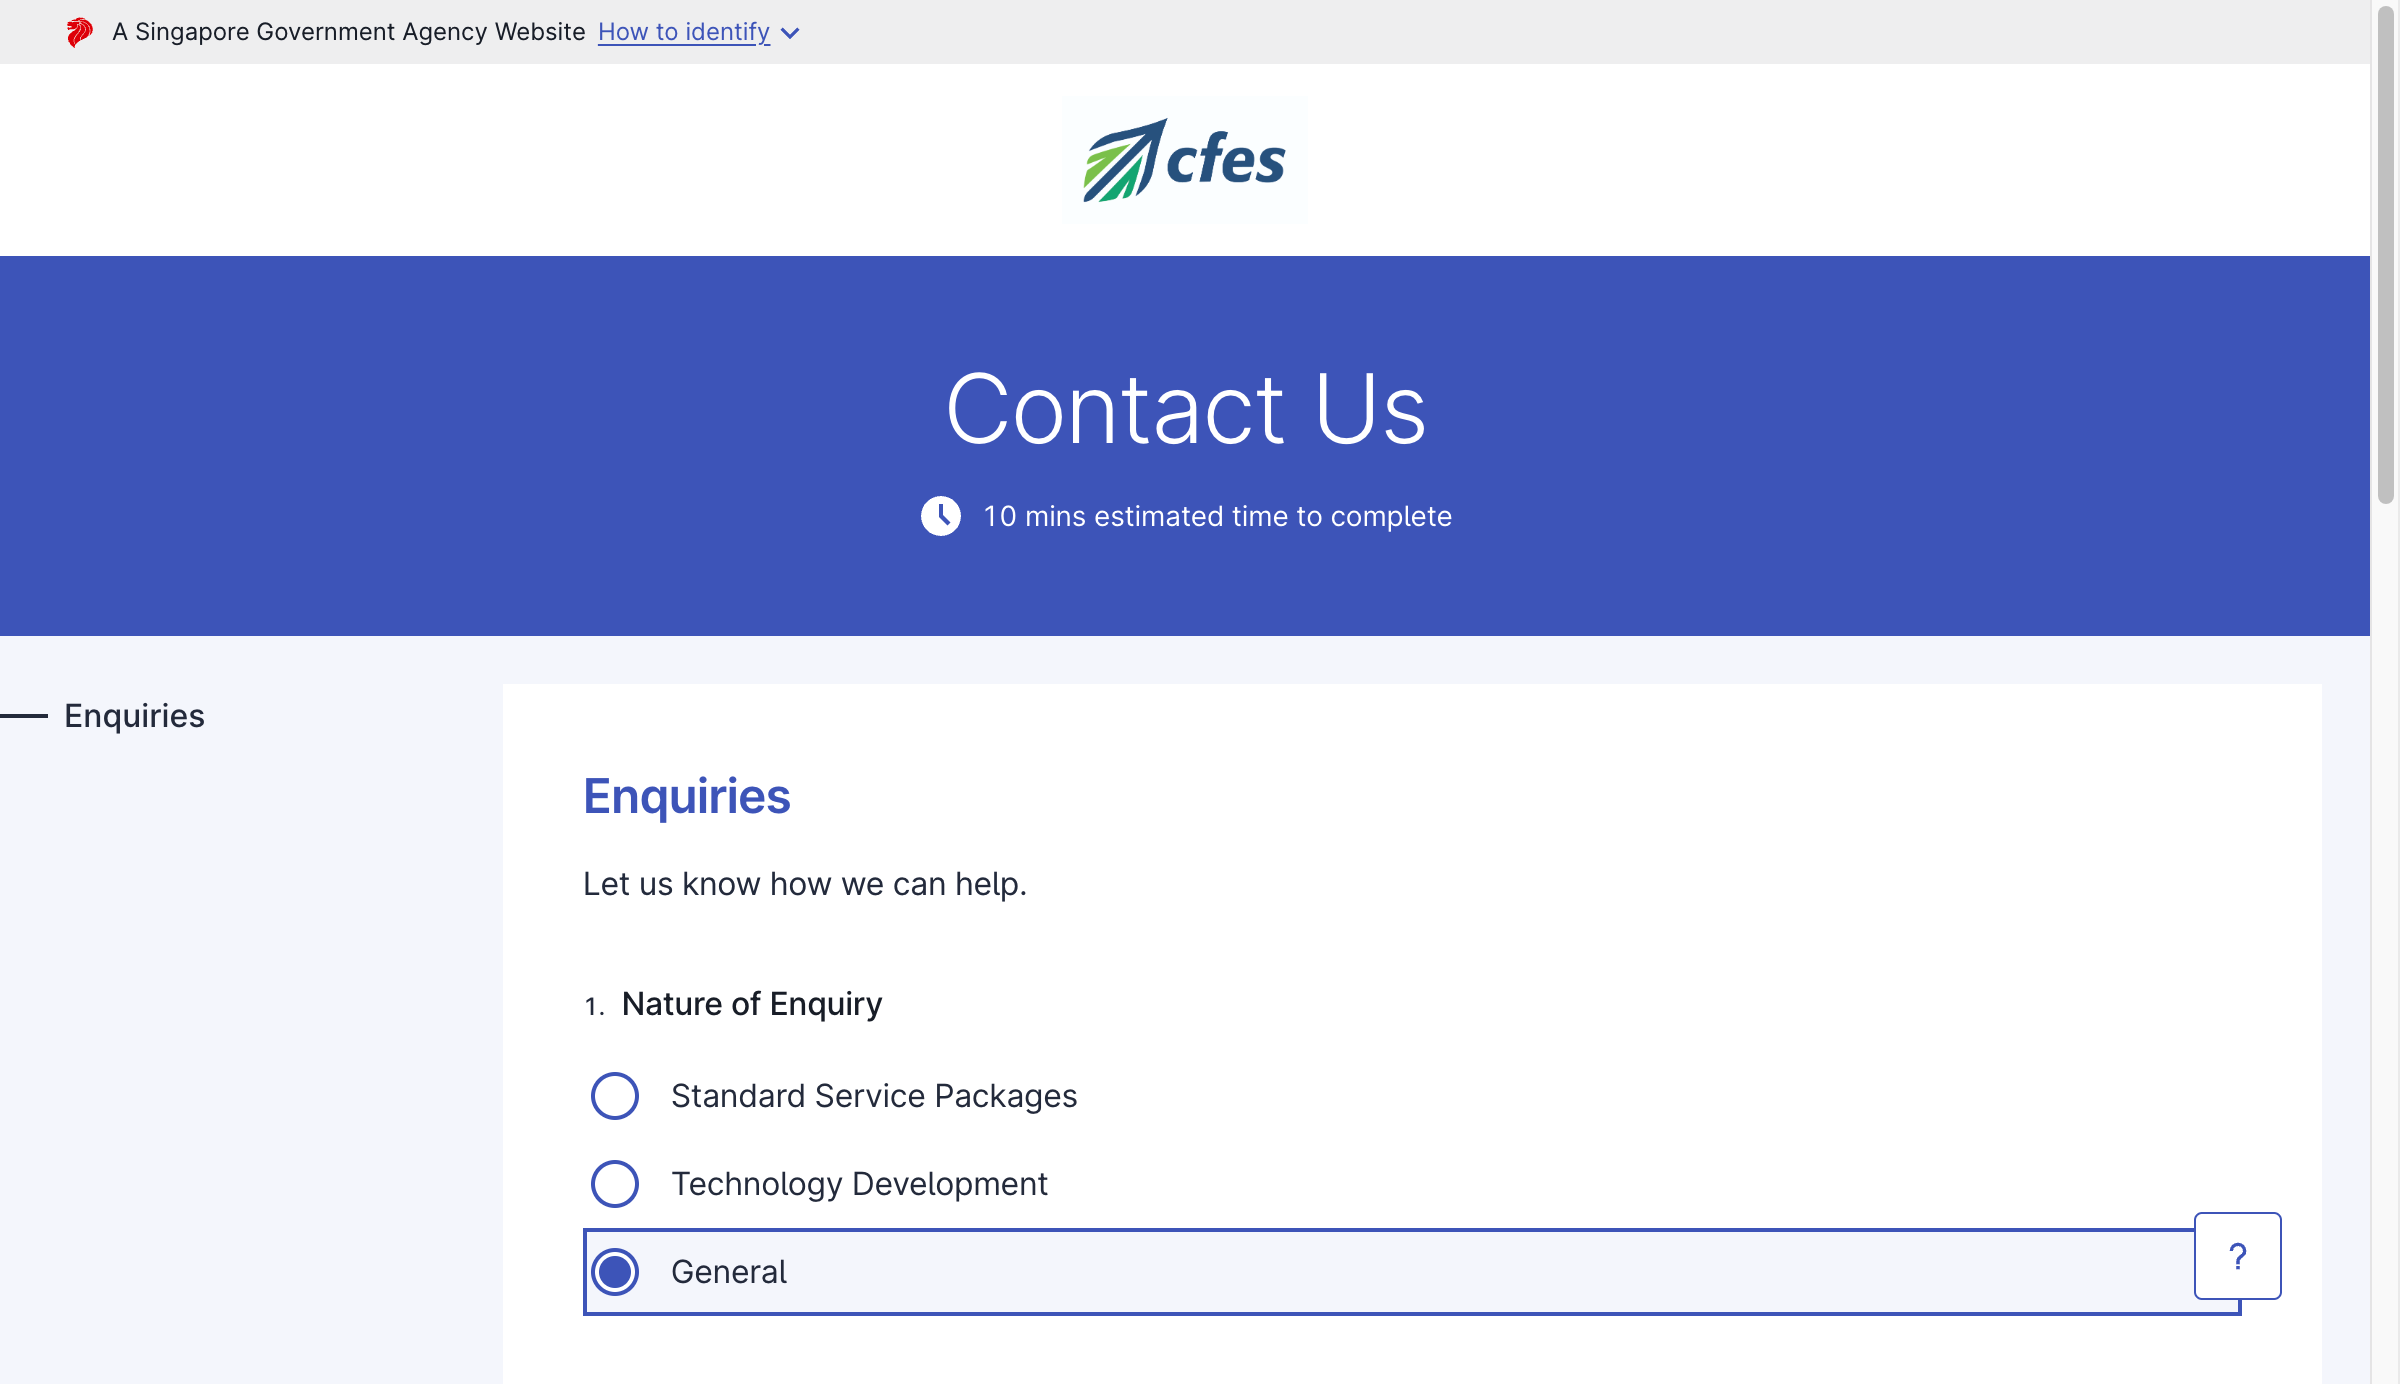 A Singapore Government Agency Website How to identify
cfes
Contact Us
10 mins estimated time to complete
Enquiries
Enquiries
Let us know how we can help.
1. Nature of Enquiry
Standard Service Packages
Technology Development
General
?